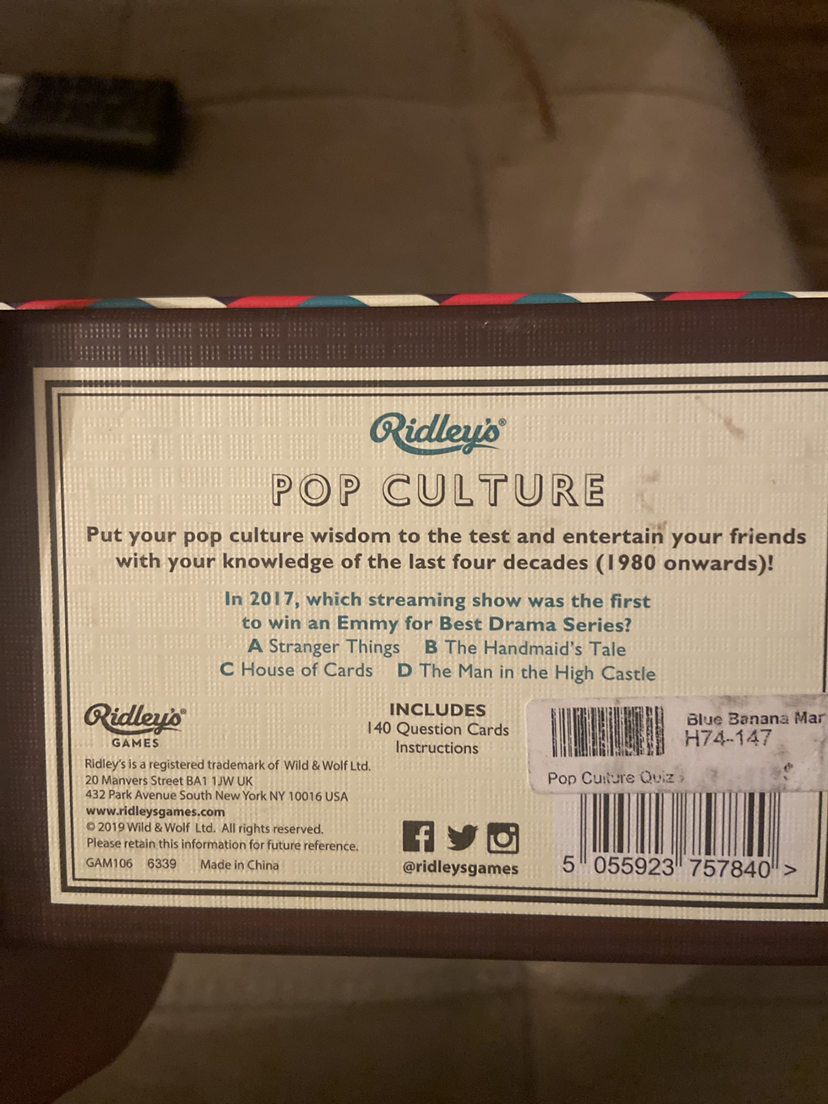 Ridley's®
POP CULTURE
Put your pop culture wisdom to the test and entertain your friends
with your knowledge of the last four decades (1980 onwards)!
In 2017, which streaming show was the first
to win an Emmy for Best Drama Series?
A Stranger Things B The Handmaid's Tale
C House of Cards D The Man in the High Castle
Ridley's®
GAMES
Ridley's is a registered trademark of Wild & Wolf Ltd.
20 Manvers Street BA1 1JW UK
432 Park Avenue South New York NY 10016 USA
www.ridleysgames.com
© 2019 Wild & Wolf Ltd. All rights reserved.
Please retain this information for future reference.
GAM106 6339 Made in China
INCLUDES
140 Question Cards
Instructions
@ridleysgames
Blue Banana Mar
H74-147
Pop Culture Quiz
5 055923 757840 >